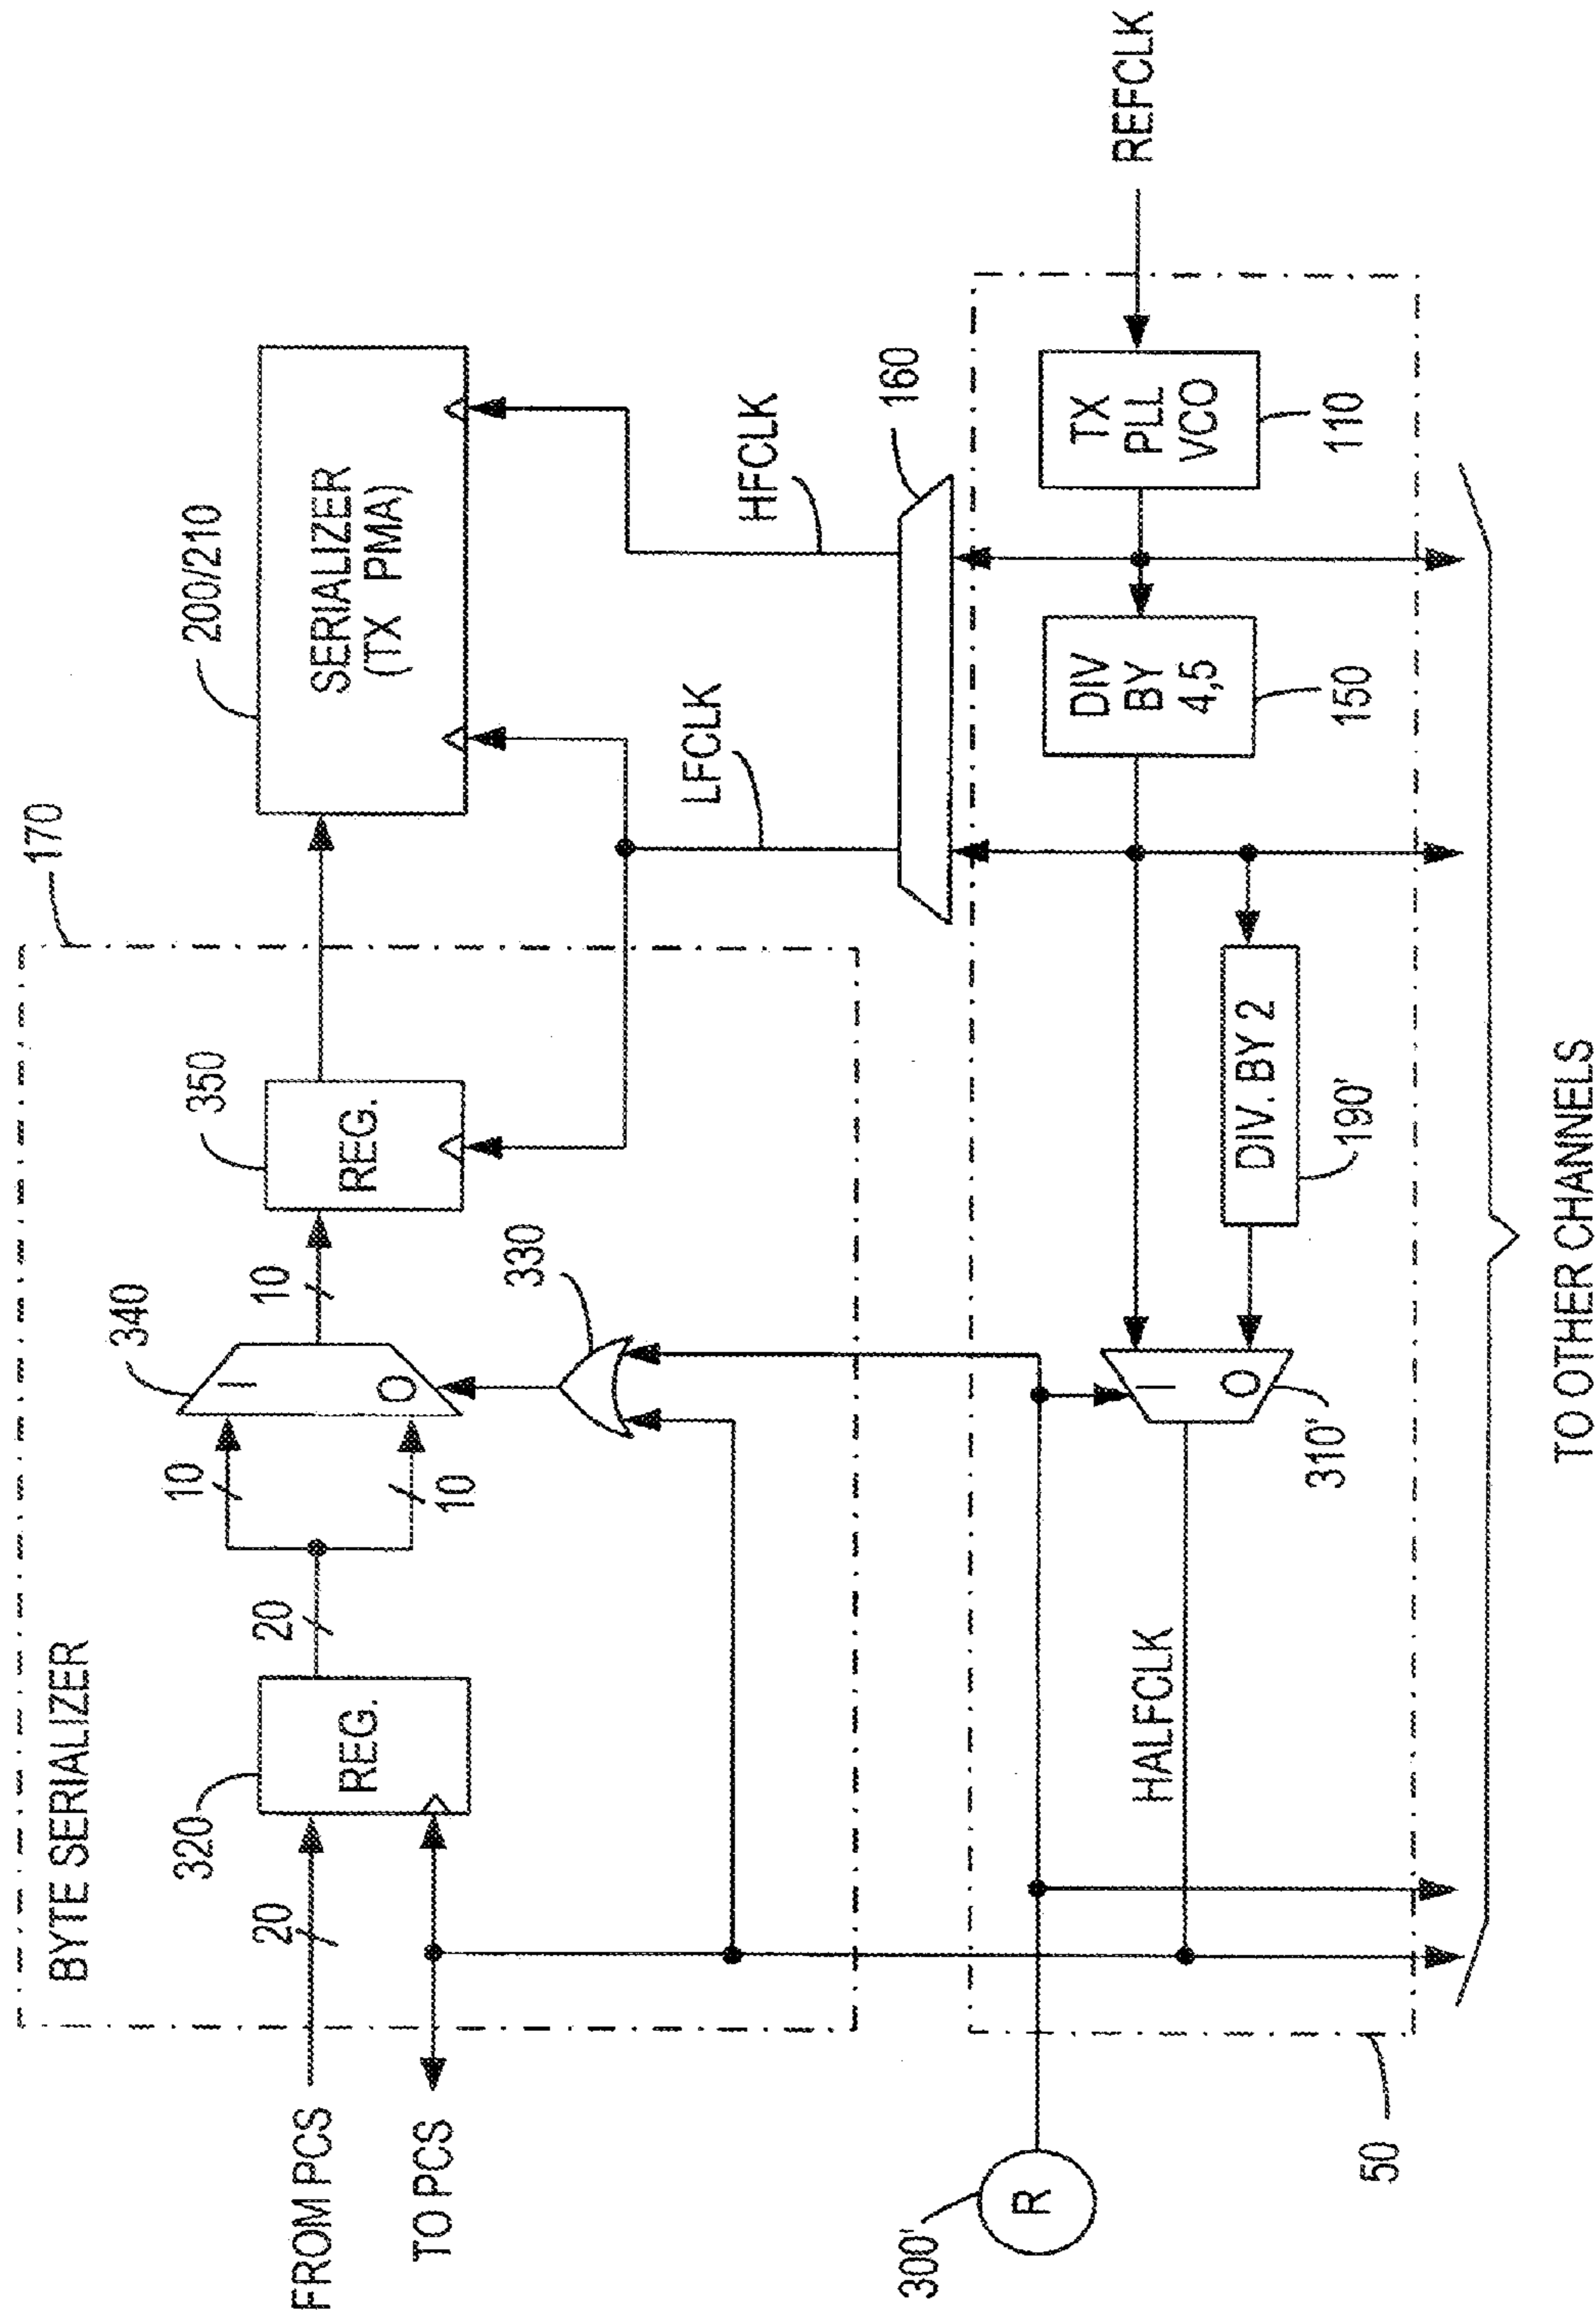 BYTE SERIALIZER
170
200/210
SERIALIZER
(TX PMA)
FROM PCS
20
320
REG.
20
10
10
340
I
O
10
350
REG.
TO PCS
330
LFCLK
HFCLK
160
300'
R
HALFCLK
310'
I
O
DIV. BY 2
190'
DIV
BY
4,5
150
TX
PLL
VCO
110
REFCLK
50
TO OTHER CHANNELS